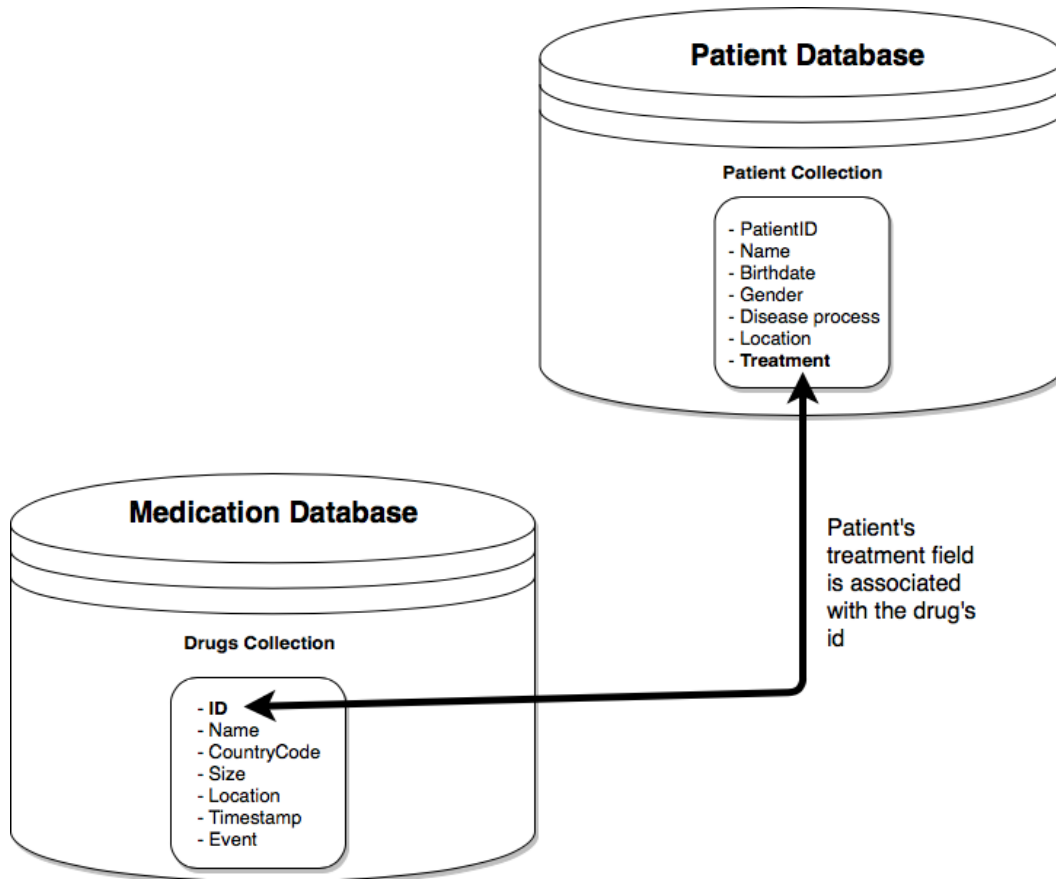 Patient Database
Patient Collection
- PatientID
- Name
- Birthdate
- Gender
- Disease process
- Location
- Treatment
Medication Database
Drugs Collection
- ID
- Name
- CountryCode
- Size
- Location
- Timestamp
- Event
Patient's
treatment field
is associated
with the drug's
id